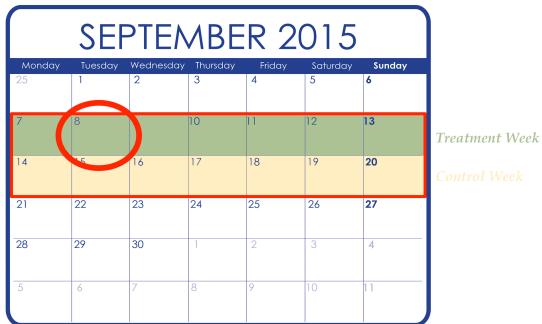 SEPTEMBER 2015
Monday Tuesday Wednesday Thursday Friday Saturday Sunday
25 1 2 3 4 5 6
7 8 10 11 12 13
Treatment Week
14 15 16 17 18 19 20
Control Week
21 22 23 24 25 26 27
28 29 30 1 2 3 4
5 6 7 8 9 10 11